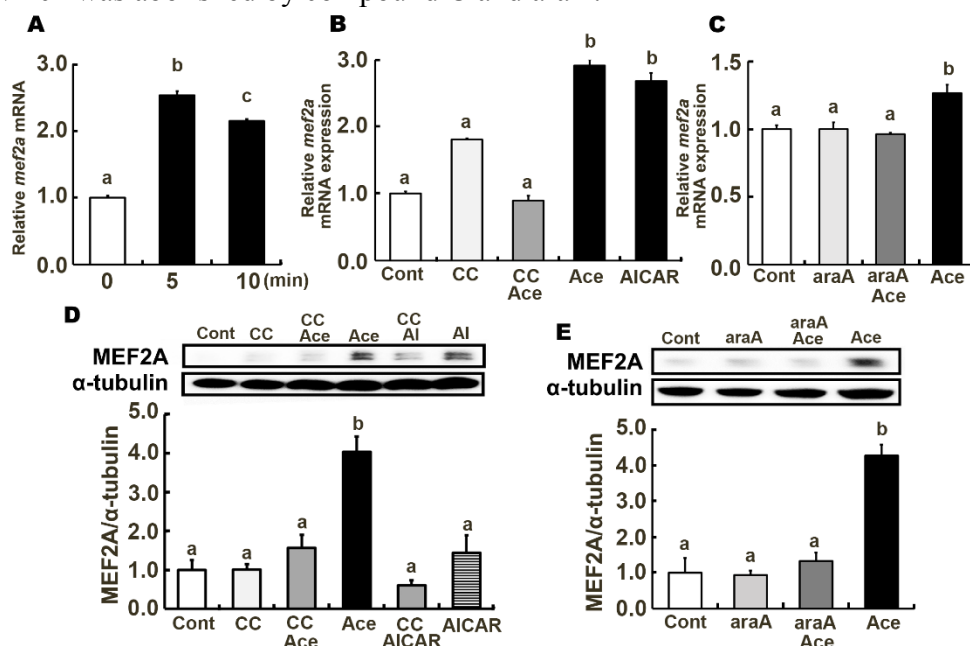 A
B
C
Relative mef2a mRNA
3.0
2.0
1.0
0.0
a
b
c
0 5 10 (min)
Relative mef2a
mRNA expression
3.0
2.0
1.0
0.0
a
a
a
b
b
Cont CC CC Ace Ace AICAR
Relative mef2a
mRNA expression
1.5
1.0
0.5
0.0
a
a
a
b
Cont araA araA Ace Ace
D
Cont CC CC Ace Ace CC AI AI
MEF2A
α-tubulin
MEF2A/α-tubulin
5.0
4.0
3.0
2.0
1.0
0.0
a
a
a
b
a
a
Cont CC CC Ace Ace CC AICAR AICAR
E
Cont araA araA Ace Ace
MEF2A
α-tubulin
MEF2A/α-tubulin
5.0
4.0
3.0
2.0
1.0
0.0
a
a
a
b
Cont araA araA Ace Ace